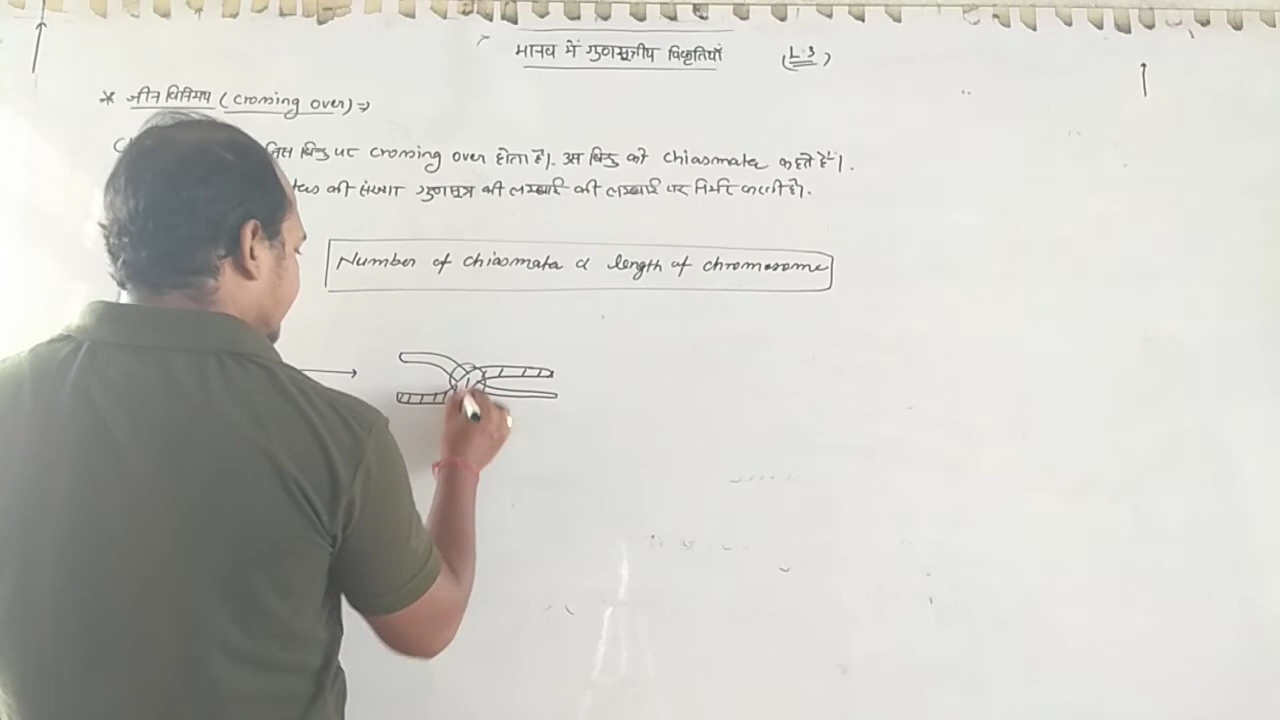 मानव में गुणसूत्रीय विकृतियाँ (L-3)
* जीन विनिमय (Crossing over) ⇒
जिस बिन्दु पर crossing over होता है। उस बिन्दु को chiasmata कहते हैं।
की संख्या गुणसूत्र की लम्बाई की लम्बाई पर निर्भर करती है।
Number of chiasmata α length of chromosome